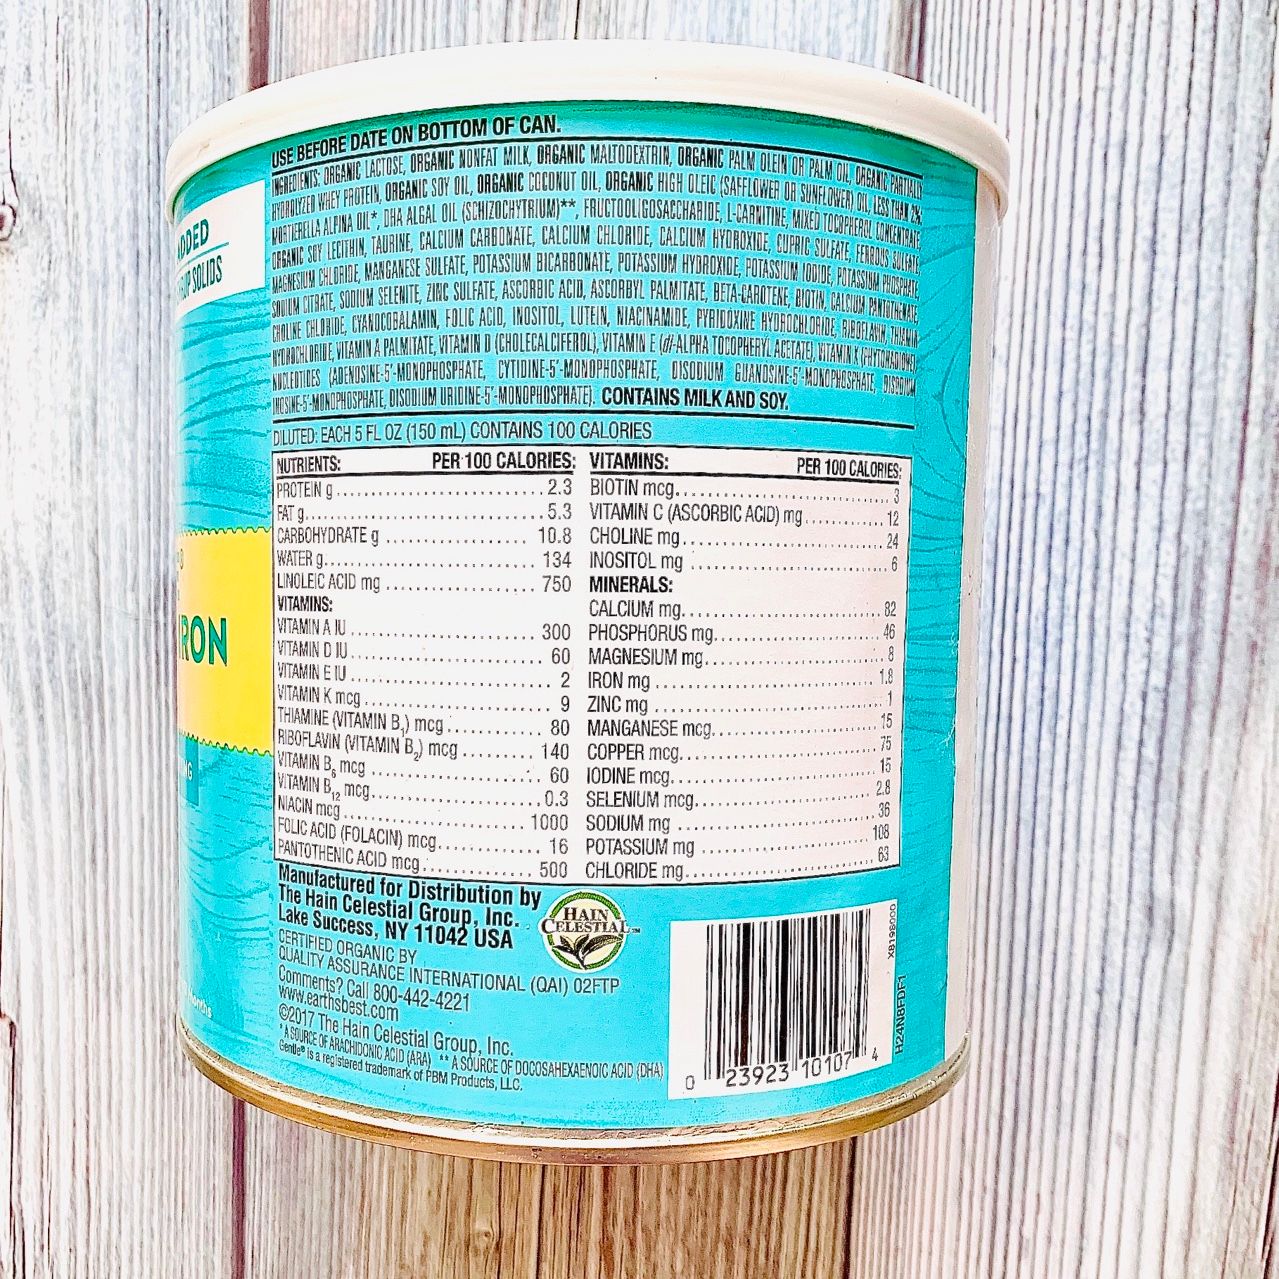 USE BEFORE DATE ON BOTTOM OF CAN.
INGREDIENTS: ORGANIC LACTOSE, ORGANIC NONFAT MILK, ORGANIC MALTODEXTRIN, ORGANIC PALM OLEIN OR PALM OIL, ORGANIC PARTIALLY
HYDROLYZED WHEY PROTEIN, ORGANIC SOY OIL, ORGANIC COCONUT OIL, ORGANIC HIGH OLEIC (SAFFLOWER OR SUNFLOWER) OIL, LESS THAN 2%:
MORTIERELLA ALPINA OIL*, DHA ALGAL OIL (SCHIZOCHYTRIUM)**, FRUCTOOLIGOSACCHARIDE, L-CARNITINE, MIXED TOCOPHEROL CONCENTRATE,
ORGANIC SOY LECITHIN, TAURINE, CALCIUM CARBONATE, CALCIUM CHLORIDE, CALCIUM HYDROXIDE, CUPRIC SULFATE, FERROUS SULFATE,
MAGNESIUM CHLORIDE, MANGANESE SULFATE, POTASSIUM BICARBONATE, POTASSIUM HYDROXIDE, POTASSIUM IODIDE, POTASSIUM PHOSPHATE,
SODIUM CITRATE, SODIUM SELENITE, ZINC SULFATE, ASCORBIC ACID, ASCORBYL PALMITATE, BETA-CAROTENE, BIOTIN, CALCIUM PANTOTHENATE,
CHOLINE CHLORIDE, CYANOCOBALAMIN, FOLIC ACID, INOSITOL, LUTEIN, NIACINAMIDE, PYRIDOXINE HYDROCHLORIDE, RIBOFLAVIN, THIAMIN
HYDROCHLORIDE, VITAMIN A PALMITATE, VITAMIN D (CHOLECALCIFEROL), VITAMIN E (dl-ALPHA TOCOPHERYL ACETATE), VITAMIN K (PHYTONADIONE)
NUCLEOTIDES (ADENOSINE-5'-MONOPHOSPHATE, CYTIDINE-5'-MONOPHOSPHATE, DISODIUM GUANOSINE-5'-MONOPHOSPHATE, DISODIUM
INOSINE-5'-MONOPHOSPHATE, DISODIUM URIDINE-5'-MONOPHOSPHATE). CONTAINS MILK AND SOY.
DILUTED: EACH 5 FL OZ (150 mL) CONTAINS 100 CALORIES
NUTRIENTS: PER 100 CALORIES:
PROTEIN g 2.3
FAT g 5.3
CARBOHYDRATE g 10.8
WATER g 134
LINOLEIC ACID mg 750
VITAMINS:
VITAMIN A IU 300
VITAMIN D IU 60
VITAMIN E IU 2
VITAMIN K mcg 9
THIAMINE (VITAMIN B1) mcg 80
RIBOFLAVIN (VITAMIN B2) mcg 140
VITAMIN B6 mcg 60
VITAMIN B12 mcg 0.3
NIACIN mcg 1000
FOLIC ACID (FOLACIN) mcg 16
PANTOTHENIC ACID mcg 500
VITAMINS: PER 100 CALORIES:
BIOTIN mcg 3
VITAMIN C (ASCORBIC ACID) mg 12
CHOLINE mg 24
INOSITOL mg 6
MINERALS:
CALCIUM mg 82
PHOSPHORUS mg 46
MAGNESIUM mg 8
IRON mg 1.8
ZINC mg 1
MANGANESE mcg 15
COPPER mcg 75
IODINE mcg 15
SELENIUM mcg 2.8
SODIUM mg 36
POTASSIUM mg 108
CHLORIDE mg 63
Manufactured for Distribution by
The Hain Celestial Group, Inc.
Lake Success, NY 11042 USA
HAIN
CELESTIAL
CERTIFIED ORGANIC BY
QUALITY ASSURANCE INTERNATIONAL (QAI) 02FTP
Comments? Call 800-442-4221
www.earthsbest.com
©2017 The Hain Celestial Group, Inc.
*A SOURCE OF ARACHIDONIC ACID (ARA) **A SOURCE OF DOCOSAHEXAENOIC ACID (DHA)
Gentle® is a registered trademark of PBM Products, LLC.
0 23923 10107 4
X8198000
H24N8FDF1
ADDED
SOLIDS
IRON